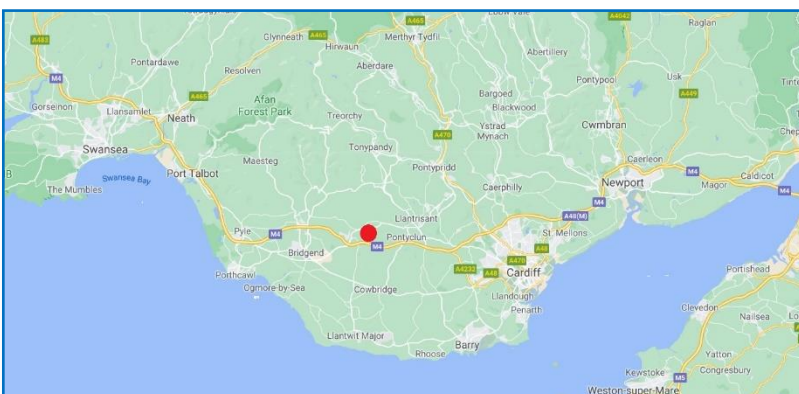 A465
Ebbw Vale
A4042
Raglan
A483
Glynneath
A465
Hirwaun
Merthyr Tydfil
Abertillery
Pontardawe
Resolven
Aberdare
Pontypool
Usk
M4
A465
Afan
Forest Park
Bargoed
Blackwood
A449
Gorseinon
Llansamlet
Neath
Treorchy
A470
Ystrad
Mynach
Cwmbran
Swansea
Tonypandy
Caerleon
Maesteg
Pontypridd
M4
Caldicot
Port Talbot
Caerphilly
Newport
Magor
M4
The Mumbles
Swansea Bay
M4
Llantrisant
A48(M)
Pyle
M4
Pontyclun
St. Mellons
M4
A48
Bridgend
A470
Porthcawl
A4232
A48
Cardiff
Portishead
Ogmore-by-Sea
Cowbridge
Llandough
Penarth
Clevedon
Nailsea
Llantwit Major
Barry
Rhoose
Yatton
Kewstoke
M5
Congresbury
Weston-super-Mare